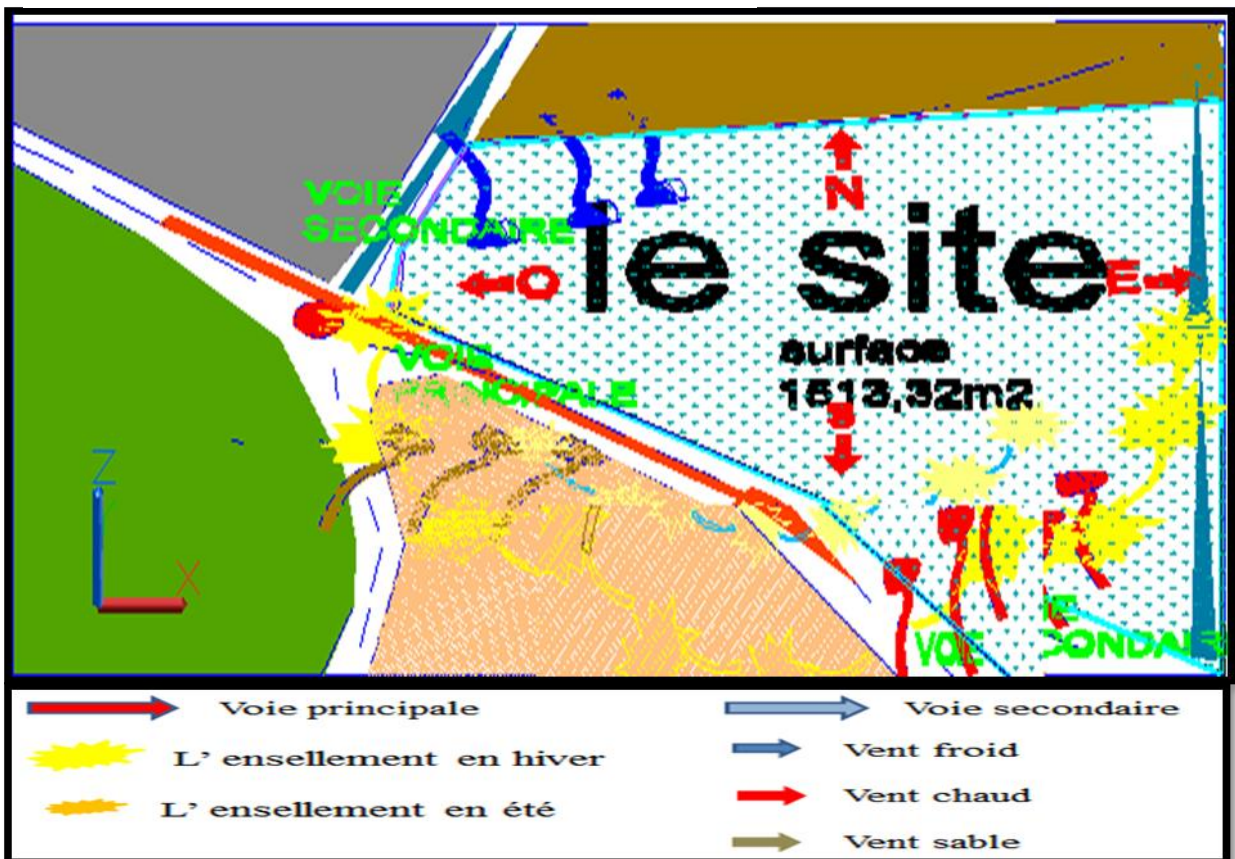 VOIE
SECONDAIRE
N
O
le site
E
surface
1513,32m2
VOIE
PRINCIPALE
S
Z
X
VOIE
Voie principale
Voie secondaire
L' ensellement en hiver
Vent froid
L' ensellement en été
Vent chaud
Vent sable